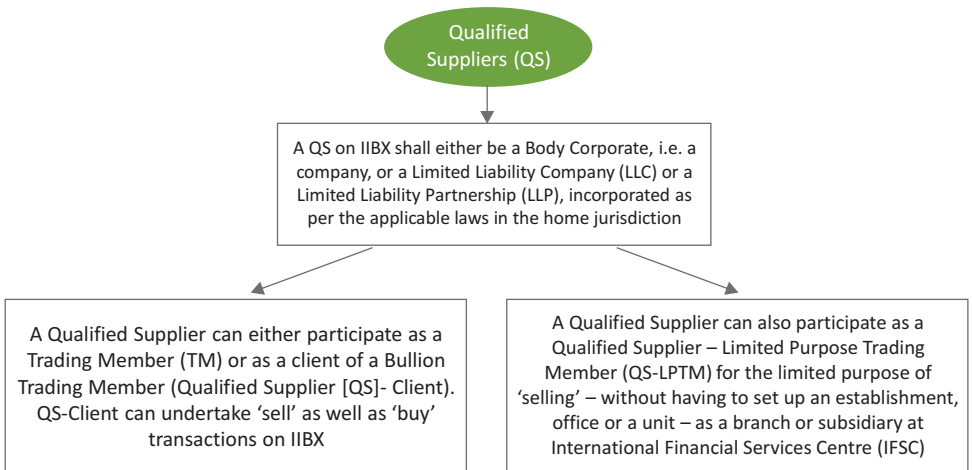 Qualified
Suppliers (QS)
A QS on IIBX shall either be a Body Corporate, i.e. a
company, or a Limited Liability Company (LLC) or a
Limited Liability Partnership (LLP), incorporated as
per the applicable laws in the home jurisdiction
A Qualified Supplier can either participate as a
Trading Member (TM) or as a client of a Bullion
Trading Member (Qualified Supplier [QS]- Client).
QS-Client can undertake ‘sell’ as well as ‘buy’
transactions on IIBX
A Qualified Supplier can also participate as a
Qualified Supplier – Limited Purpose Trading
Member (QS-LPTM) for the limited purpose of
‘selling’ – without having to set up an establishment,
office or a unit – as a branch or subsidiary at
International Financial Services Centre (IFSC)